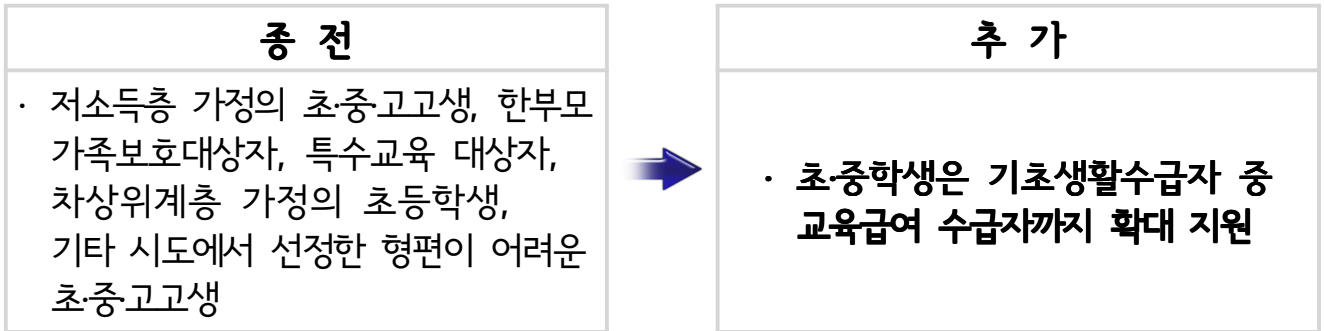 종 전
· 저소득층 가정의 초·중·고고생, 한부모
가족보호대상자, 특수교육 대상자,
차상위계층 가정의 초등학생,
기타 시도에서 선정한 형편이 어려운
초·중·고고생
추 가
· 초·중학생은 기초생활수급자 중
교육급여 수급자까지 확대 지원